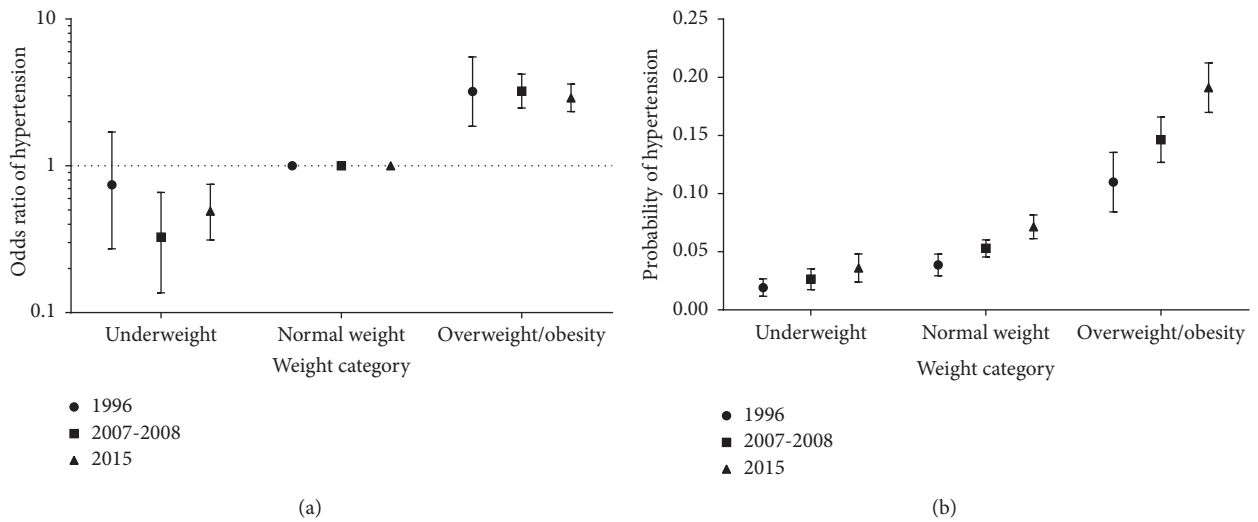 Odds ratio of hypertension
10
1
0.1
Underweight
Normal weight
Overweight/obesity
Weight category
1996
2007-2008
2015
(a)
Probability of hypertension
0.25
0.20
0.15
0.10
0.05
0.00
Underweight
Normal weight
Overweight/obesity
Weight category
1996
2007-2008
2015
(b)